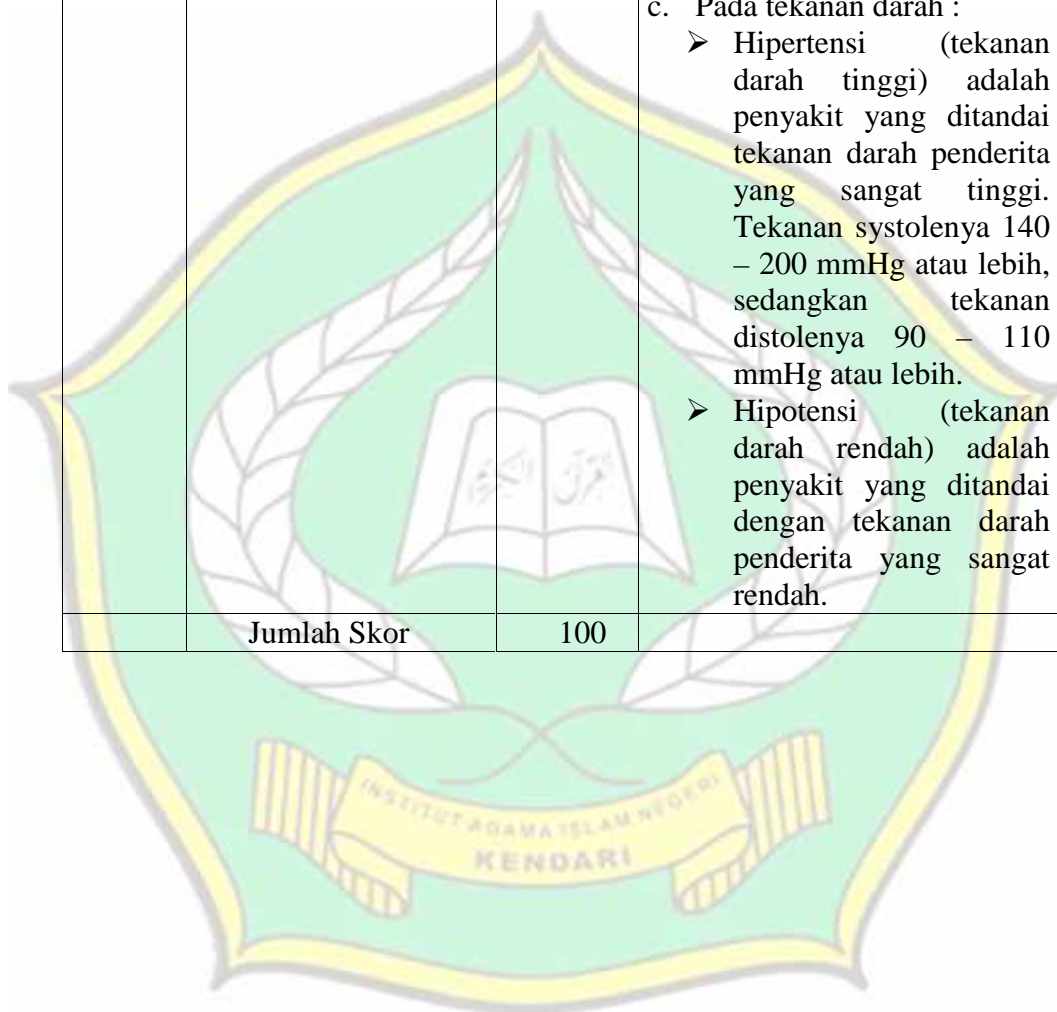 c. Pada tekanan darah :
➢ Hipertensi (tekanan
darah tinggi) adalah
penyakit yang ditandai
tekanan darah penderita
yang sangat tinggi.
Tekanan systolenya 140
– 200 mmHg atau lebih,
sedangkan tekanan
distolenya 90 – 110
mmHg atau lebih.
➢ Hipotensi (tekanan
darah rendah) adalah
penyakit yang ditandai
dengan tekanan darah
penderita yang sangat
rendah.
Jumlah Skor 100
INSTITUT AGAMA ISLAM NEGERI
KENDARI